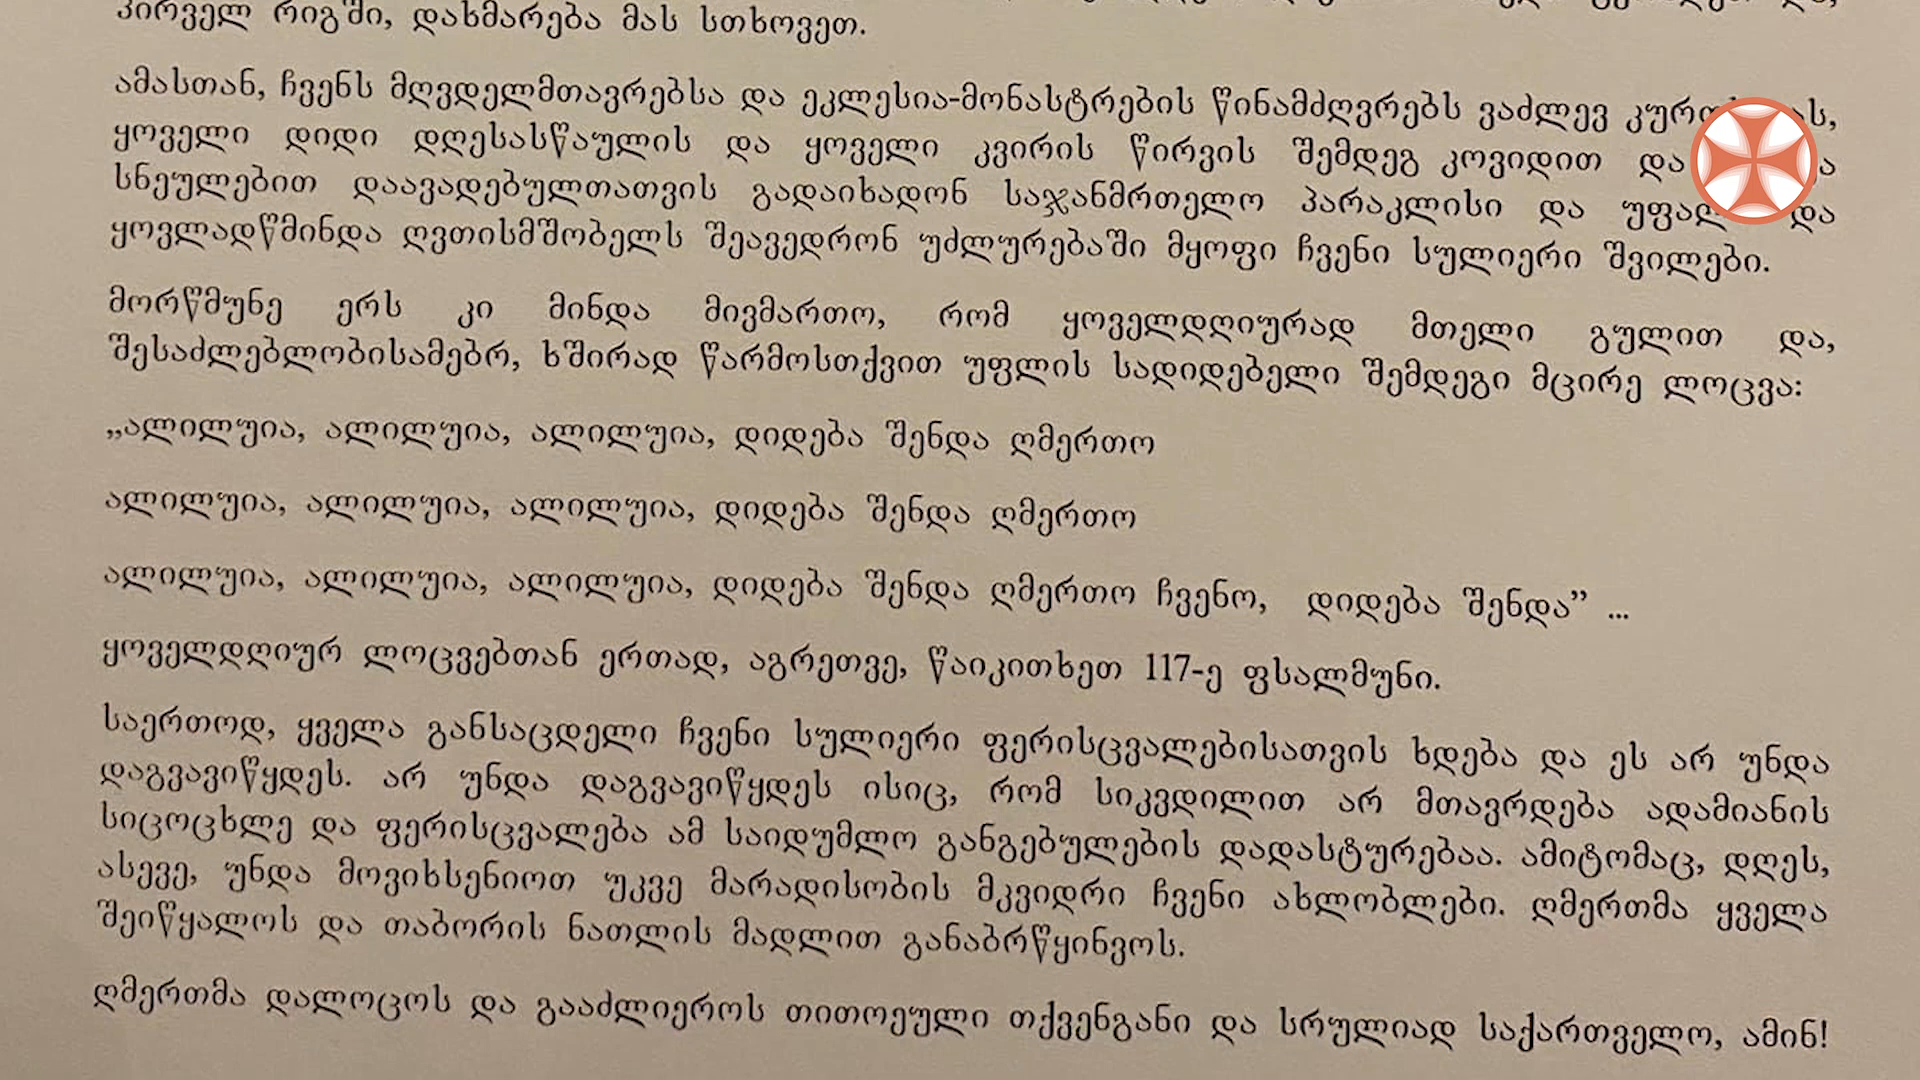 პირველ რიგში, დახმარება მას სთხოვეთ.
ამასთან, ჩვენს მღვდელმთავრებსა და ეკლესია-მონასტრების წინამძღვრებს ვაძლევ
ყოველი დიდი დღესასწაულის და ყოველი კვირის წირვის შემდეგ კოვიდით და
სნეულებით დაავადებულთათვის გადაიხადონ საჯანმრთელო პარაკლისი და და
ყოვლადწმინდა ღვთისმშობელს შეავედრონ უძლურებაში მყოფი ჩვენი სულიერი შვილები.
მორწმუნე ერს კი მინდა მივმართო, რომ ყოველდღიურად მთელი გულით და,
შესაძლებლობისამებრ, ხშირად წარმოსთქვით უფლის სადიდებელი შემდეგი მცირე ლოცვა:
„ალილუია, ალილუია, ალილუია, დიდება შენდა ღმერთო
ალილუია, ალილუია, ალილუია, დიდება შენდა ღმერთო
ალილუია, ალილუია, ალილუია, დიდება შენდა ღმერთო ჩვენო, დიდება შენდა” ...
ყოველდღიურ ლოცვებთან ერთად, აგრეთვე, წაიკითხეთ 117-ე ფსალმუნი.
საერთოდ, ყველა განსაცდელი ჩვენი სულიერი ფერისცვალებისათვის ხდება და ეს არ უნდა
დაგვავიწყდეს. არ უნდა დაგვავიწყდეს ისიც, რომ სიკვდილით არ მთავრდება ადამიანის
სიცოცხლე და ფერისცვალება ამ საიდუმლო განგებულების დადასტურებაა. ამიტომაც, დღეს,
ასევე, უნდა მოვიხსენიოთ უკვე მარადისობის მკვიდრი ჩვენი ახლობლები. ღმერთმა ყველა
შეიწყალოს და თაბორის ნათლის მადლით განაბრწყინვოს.
ღმერთმა დალოცოს და გააძლიეროს თითოეული თქვენგანი და სრულიად საქართველო, ამინ!